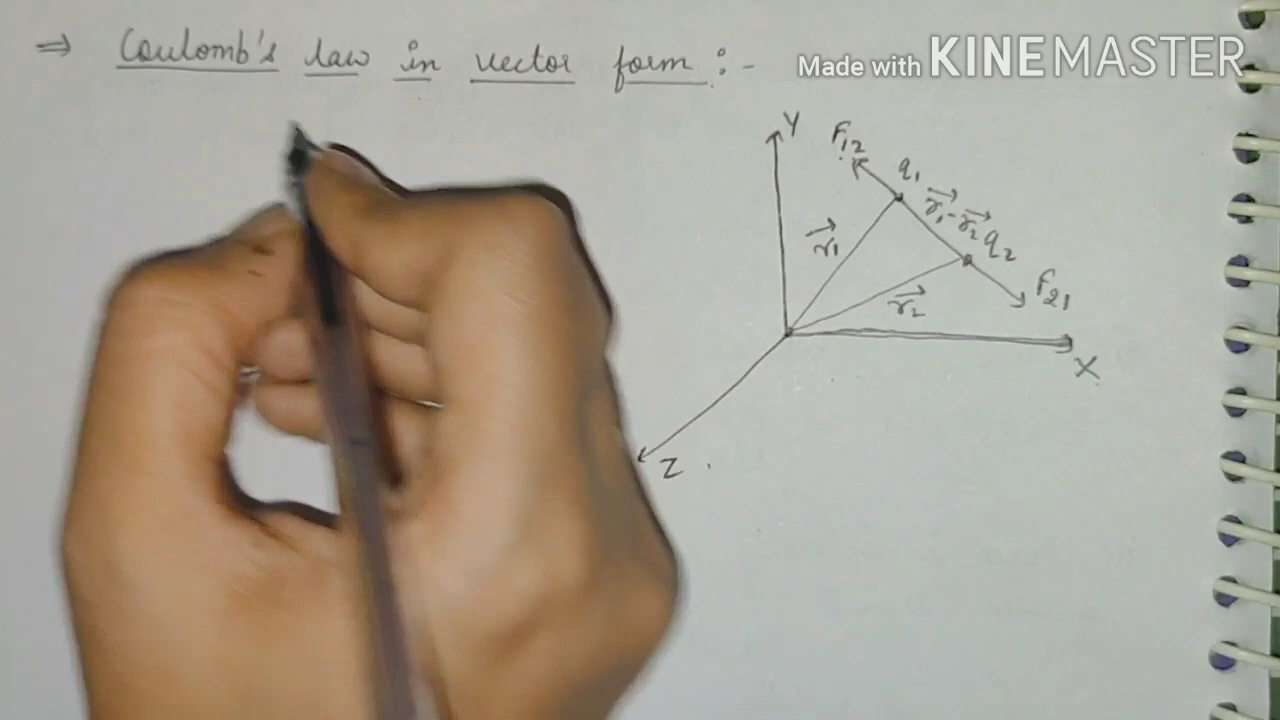 ⇒ Coulomb's law in vector form :-
Made with KINEMASTER
Y
F₁₂
q₁
r₁⃗ - r₂⃗
q₂
r₁⃗
r₂⃗
F₂₁
X
Z